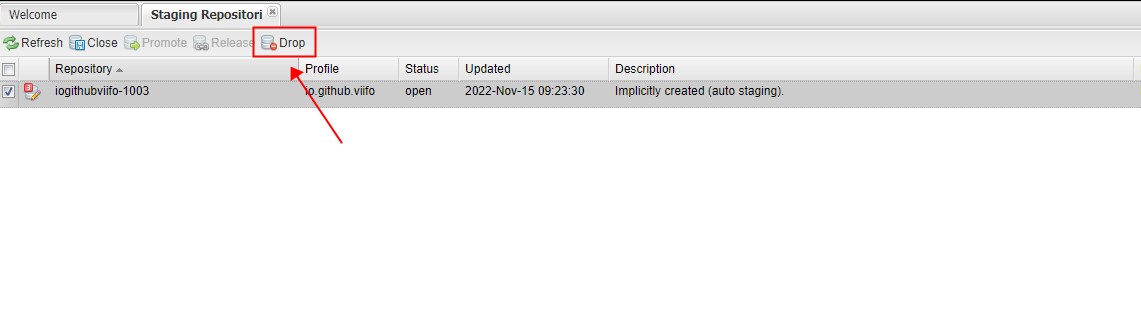 Welcome Staging Repositori
Refresh Close Promote Release Drop
Repository Profile Status Updated Description
iogithubviifo-1003 io.github.viifo open 2022-Nov-15 09:23:30 Implicitly created (auto staging).